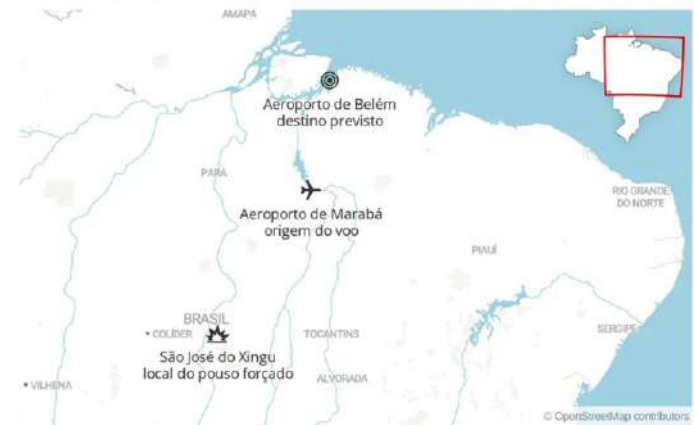 AMAPA
Aeroporto de Belém
destino previsto
PARÁ
RIO GRANDE
DO NORTE
Aeroporto de Marabá
origem do voo
PIAUÍ
BRASIL
• COLÍDER
TOCANTINS
SERGIPE
São José do Xingu
local do pouso forçado
ALVORADA
• VILHENA
© OpenStreetMap contributors